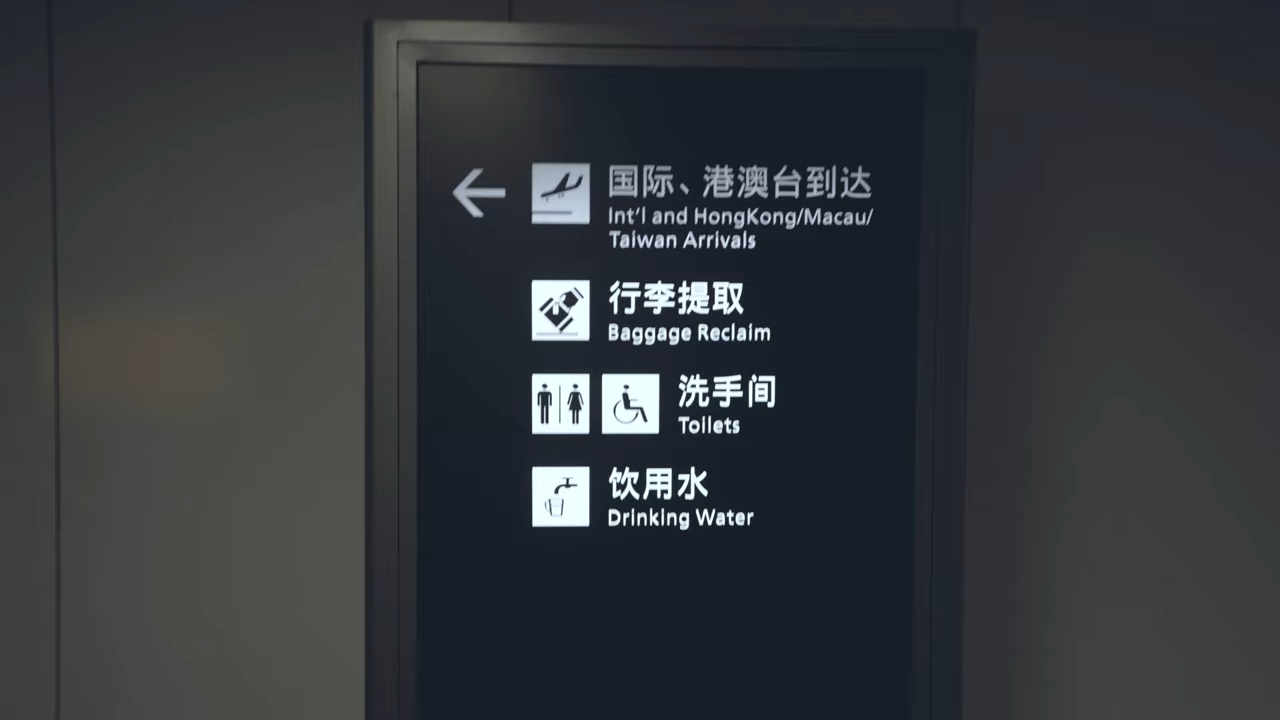 国际、港澳台到达
Int'l and HongKong/Macau/
Taiwan Arrivals
行李提取
Baggage Reclaim
洗手间
Toilets
饮用水
Drinking Water